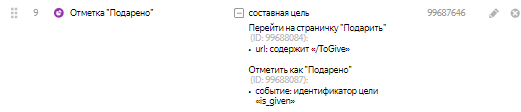 9 Отметка "Подарено" составная цель 99687646
Перейти на страничку "Подарить"
(ID: 99688084):
• url: содержит «/ToGive»
Отметить как "Подарено"
(ID: 99688087):
• событие: идентификатор цели
«is_given»